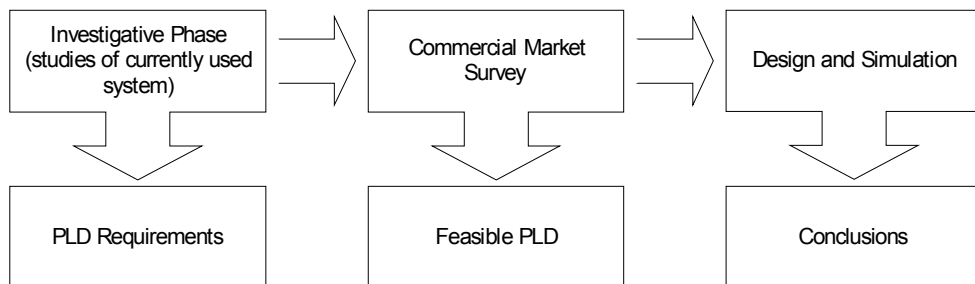 Investigative Phase
(studies of currently used
system)
Commercial Market
Survey
Design and Simulation
PLD Requirements
Feasible PLD
Conclusions